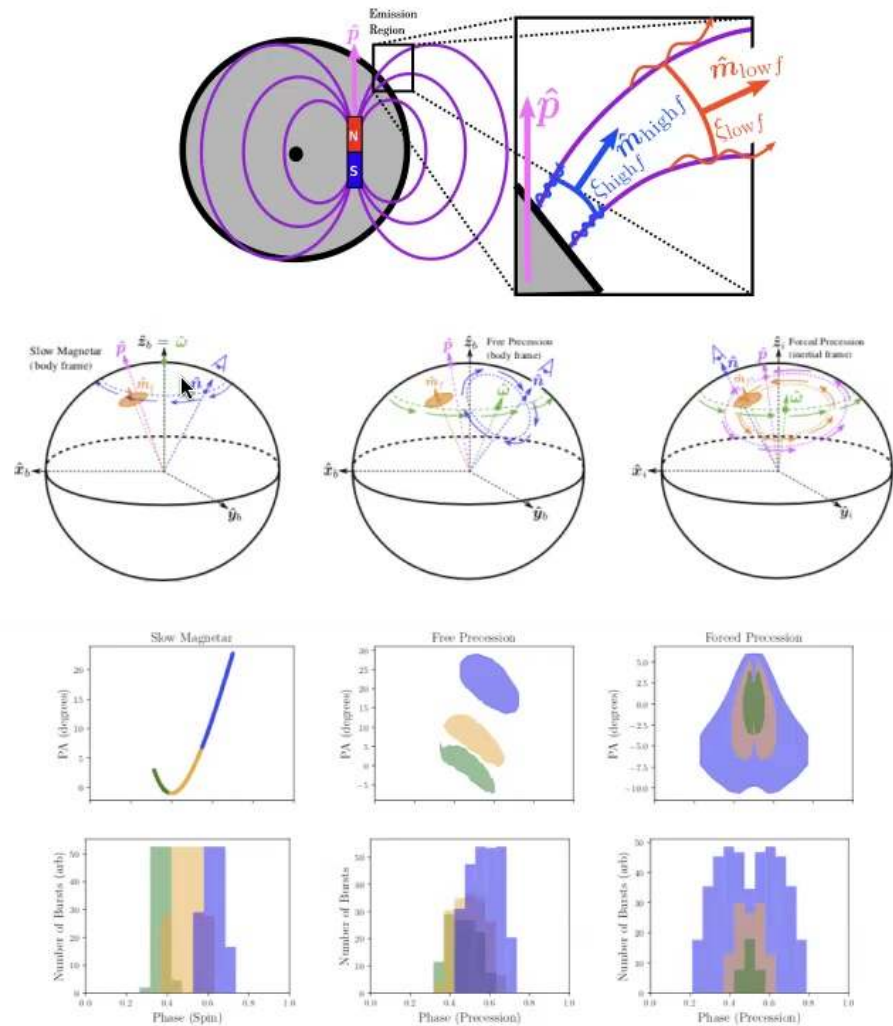 Emission
Region
p̂
N
S
p̂
m̂high f
ξhigh f
m̂low f
ξlow f
Slow Magnetar
(body frame)
p̂
ẑb = ω̂
n̂
m̂f
x̂b
ŷb
Free Precession
(body frame)
p̂
ẑb
n̂
m̂f
ω̂
x̂b
ŷb
Forced Precession
(inertial frame)
n̂
p̂
ẑi
m̂f
ω̂
x̂i
ŷi
Slow Magnetar
PA (degrees)
20
15
10
5
0
Free Precession
PA (degrees)
30
25
20
15
10
5
0
−5
Forced Precession
PA (degrees)
5.0
2.5
0.0
−2.5
−5.0
−7.5
−10.0
Number of Bursts (arb)
50
40
30
20
10
0
0.0 0.2 0.4 0.6 0.8 1.0
Phase (Spin)
Number of Bursts
50
40
30
20
10
0
0.0 0.2 0.4 0.6 0.8 1.0
Phase (Precession)
Number of Bursts (arb)
50
40
30
20
10
0
0.0 0.2 0.4 0.6 0.8 1.0
Phase (Precession)